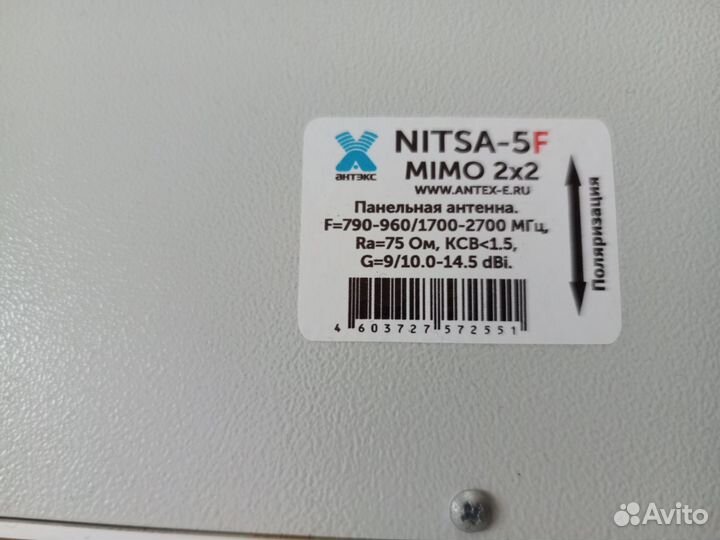 АНТЭКС
NITSA-5F
MIMO 2x2
WWW.ANTEX-E.RU
Панельная антенна.
F=790-960/1700-2700 МГц,
Ra=75 Ом, КСВ<1.5,
G=9/10.0-14.5 dBi.
4 603727 572551
Поляризация
Avito